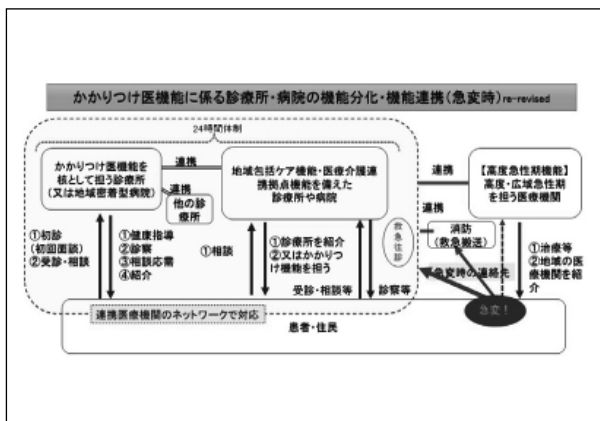 かかりつけ医機能に係る診療所・病院の機能分化・機能連携(急変時)re-revised
24時間体制
かかりつけ医機能を
核として担う診療所
(又は地域密着型病院)
連携
連携
他の診
療所
地域包括ケア機能・医療介護連
携拠点機能を備えた
診療所や病院
連携
連携
【高度急性期機能】
高度・広域急性期
を担う医療機関
①初診
(初回面談)
②受診・相談
①健康指導
②診察
③相談応需
④紹介
①相談
①診療所を紹介
②又はかかりつ
け機能を担う
受診・相談等
診察等
救急往診
消防
(救急搬送)
急変時の連絡先
①治療等
②地域の医
療機関を紹
介
連携医療機関のネットワークで対応
患者・住民
急変!